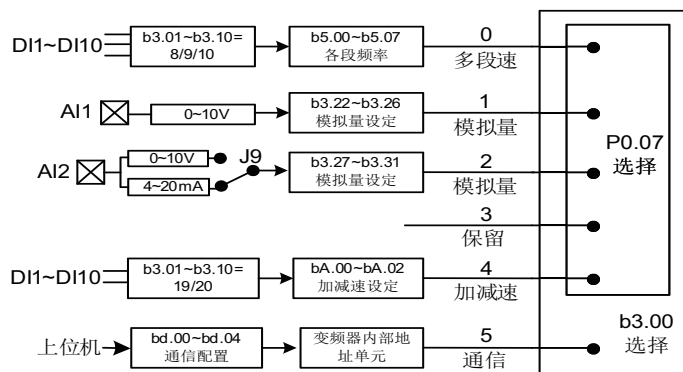 DI1~DI10
b3.01~b3.10=
8/9/10
b5.00~b5.07
各段频率
0
多段速
AI1
0~10V
b3.22~b3.26
模拟量设定
1
模拟量
AI2
0~10V
4~20mA
J9
b3.27~b3.31
模拟量设定
2
模拟量
P0.07
选择
3
保留
DI1~DI10
b3.01~b3.10=
19/20
bA.00~bA.02
加减速设定
4
加减速
上位机
bd.00~bd.04
通信配置
变频器内部地
址单元
5
通信
b3.00
选择